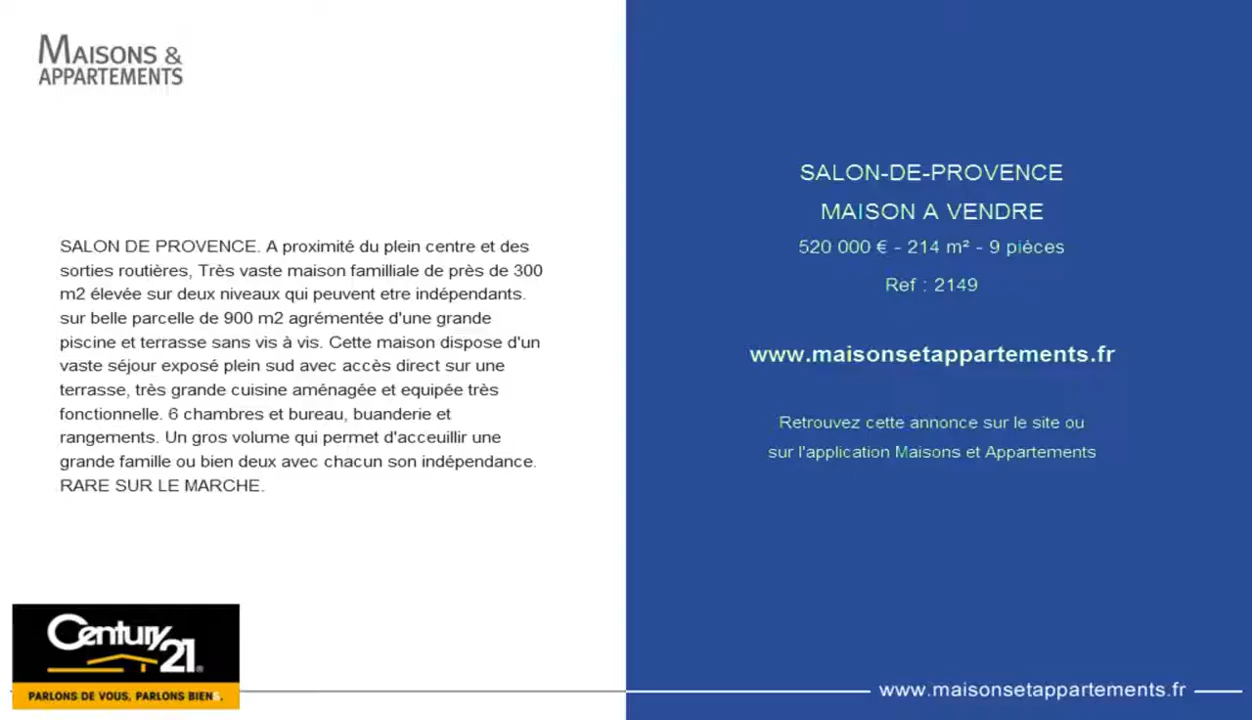 MAISONS &
APPARTEMENTS
SALON DE PROVENCE. A proximité du plein centre et des
sorties routières, Très vaste maison familliale de près de 300
m2 élevée sur deux niveaux qui peuvent etre indépendants.
sur belle parcelle de 900 m2 agrémentée d'une grande
piscine et terrasse sans vis à vis. Cette maison dispose d'un
vaste séjour exposé plein sud avec accès direct sur une
terrasse, très grande cuisine aménagée et equipée très
fonctionnelle. 6 chambres et bureau, buanderie et
rangements. Un gros volume qui permet d'acceuillir une
grande famille ou bien deux avec chacun son indépendance.
RARE SUR LE MARCHE.
Century 21
PARLONS DE VOUS, PARLONS BIENS.
SALON-DE-PROVENCE
MAISON A VENDRE
520 000 € - 214 m² - 9 pièces
Ref : 2149
www.maisonsetappartements.fr
Retrouvez cette annonce sur le site ou
sur l'application Maisons et Appartements
www.maisonsetappartements.fr